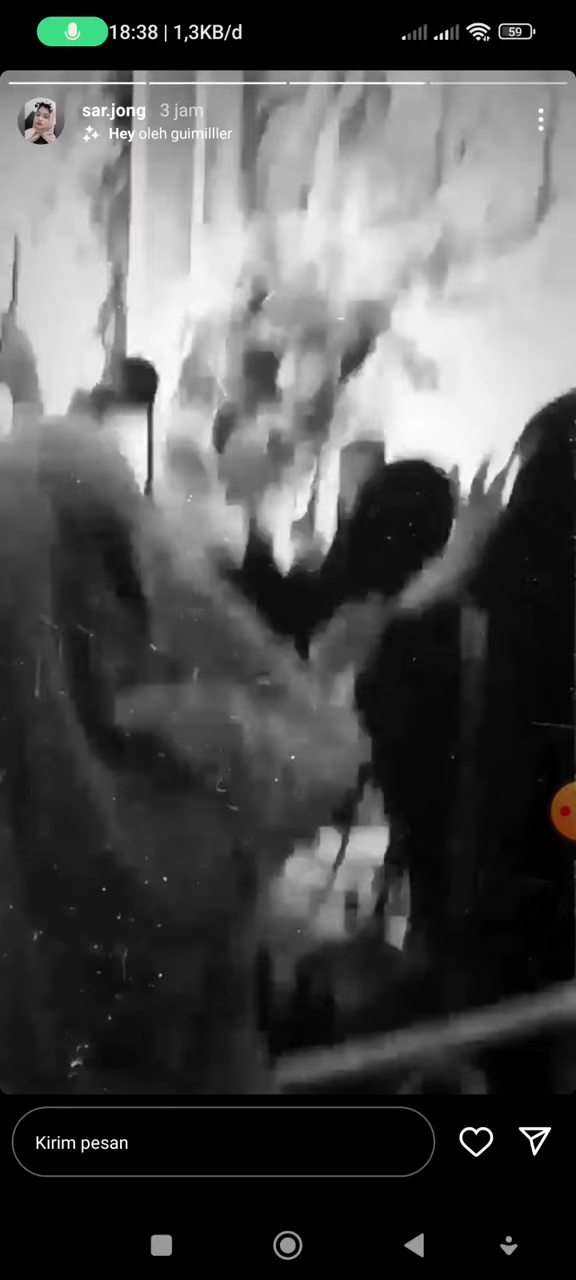 18:38 | 1,3KB/d
59
sar.jong 3 jam
Hey oleh guimilller
Kirim pesan